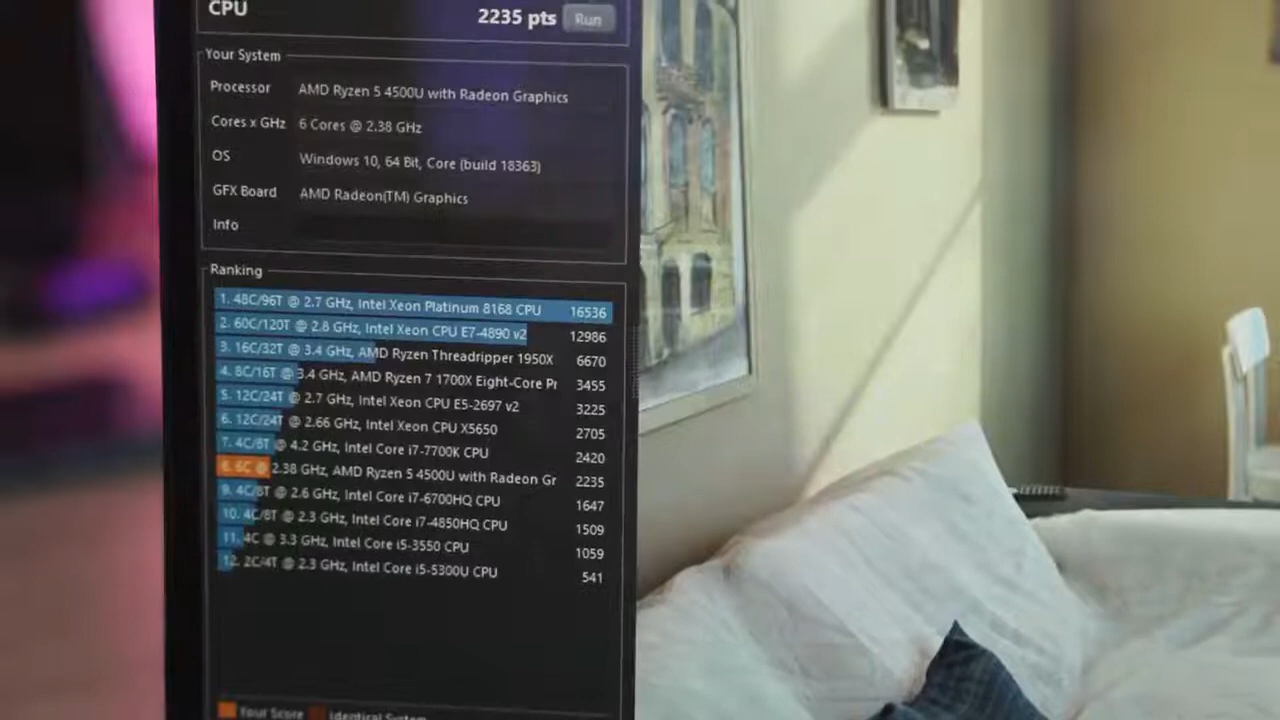 CPU 2235 pts Run
Your System
Processor AMD Ryzen 5 4500U with Radeon Graphics
Cores x GHz 6 Cores @ 2.38 GHz
OS Windows 10, 64 Bit, Core (build 18363)
GFX Board AMD Radeon(TM) Graphics
Info
Ranking
1. 48C/96T @ 2.7 GHz, Intel Xeon Platinum 8168 CPU 16536
2. 60C/120T @ 2.8 GHz, Intel Xeon CPU E7-4890 v2 12986
3. 16C/32T @ 3.4 GHz, AMD Ryzen Threadripper 1950X 6670
4. 8C/16T @ 3.4 GHz, AMD Ryzen 7 1700X Eight-Core Pr 3455
5. 12C/24T @ 2.7 GHz, Intel Xeon CPU E5-2697 v2 3225
6. 12C/24T @ 2.66 GHz, Intel Xeon CPU X5650 2705
7. 4C/8T @ 4.2 GHz, Intel Core i7-7700K CPU 2420
8. 6C @ 2.38 GHz, AMD Ryzen 5 4500U with Radeon Gr 2235
9. 4C/8T @ 2.6 GHz, Intel Core i7-6700HQ CPU 1647
10. 4C/8T @ 2.3 GHz, Intel Core i7-4850HQ CPU 1509
11. 4C @ 3.3 GHz, Intel Core i5-3550 CPU 1059
12. 2C/4T @ 2.3 GHz, Intel Core i5-5300U CPU 541
Your Score Identical System